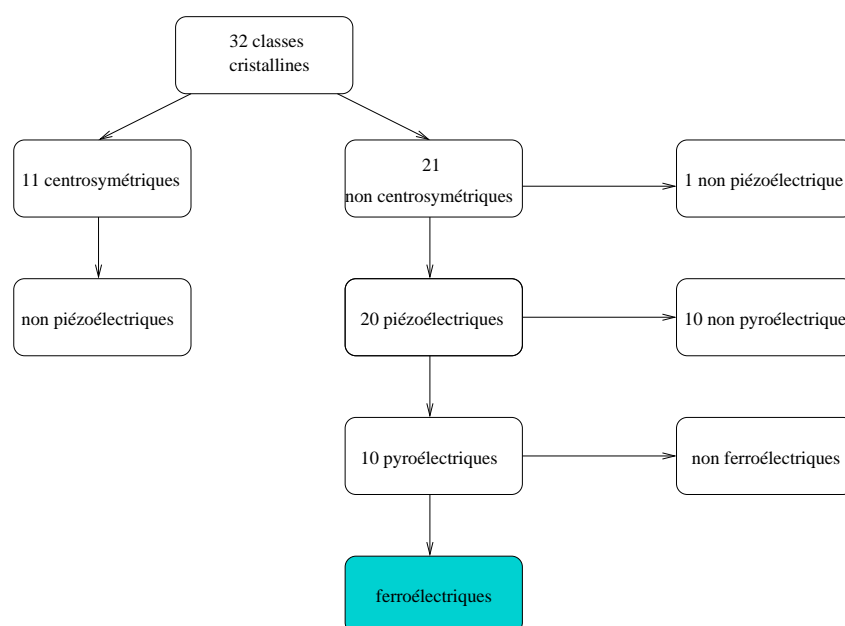 32 classes
cristallines
11 centrosymétriques
21
non centrosymétriques
1 non piézoélectrique
non piézoélectriques
20 piézoélectriques
10 non pyroélectrique
10 pyroélectriques
non ferroélectriques
ferroélectriques